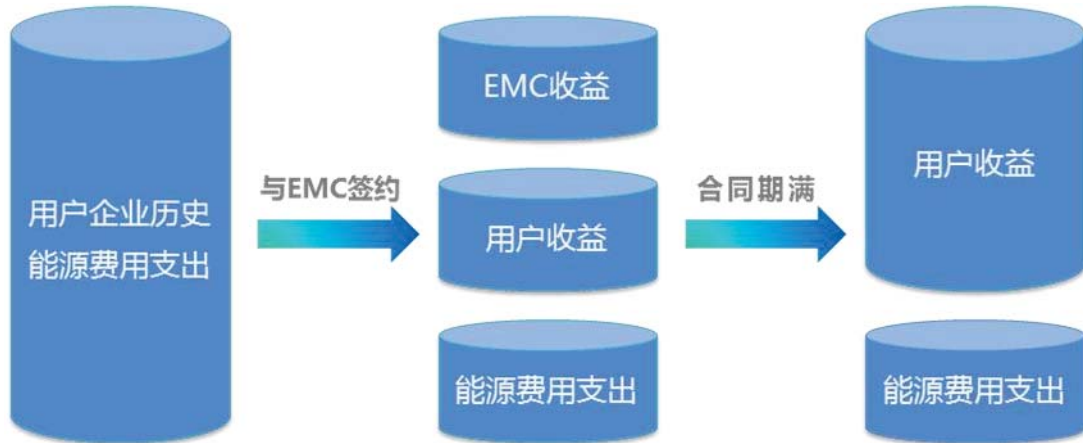 用户企业历史
能源费用支出
与EMC签约
EMC收益
用户收益
能源费用支出
合同期满
用户收益
能源费用支出